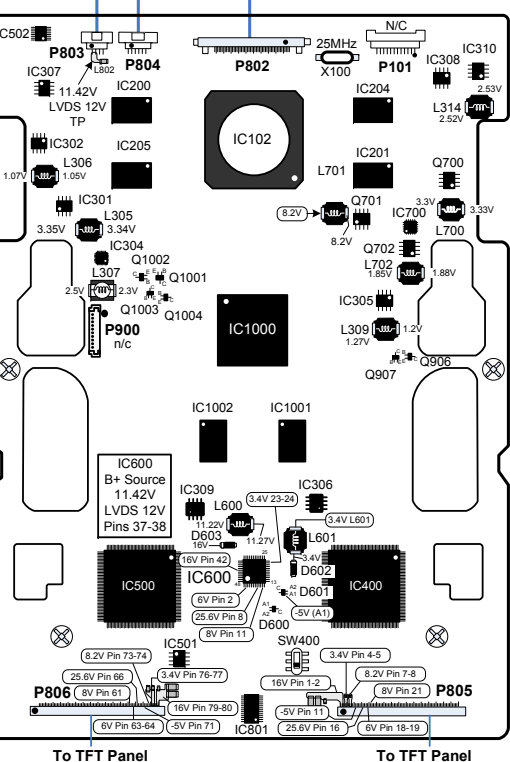 IC502
P803
P804
L802
IC307
11.42V
LVDS 12V
TP
IC200
P802
25MHz
X100
N/C
P101
IC308
IC310
2.53V
L314
2.52V
IC204
IC102
IC302
IC205
IC201
L701
L306
1.07V
1.05V
Q700
IC301
Q701
8.2V
8.2V
3.3V
3.33V
L700
IC700
L305
3.35V
3.34V
IC304
Q702
L702
1.85V
1.88V
Q1002
Q1001
L307
2.5V
2.3V
Q1003
Q1004
IC305
P900
n/c
IC1000
L309
1.2V
1.27V
Q906
Q907
IC1002
IC1001
IC600
B+ Source
11.42V
LVDS 12V
Pins 37-38
IC309
L600
11.22V
11.27V
3.4V 23-24
IC306
3.4V L601
L601
D603
16V
3.4V
D602
16V Pin 42
IC600
IC500
IC400
6V Pin 2
25.6V Pin 8
8V Pin 11
D601
-5V (A1)
D600
SW400
IC501
8.2V Pin 73-74
25.6V Pin 66
8V Pin 61
3.4V Pin 76-77
P806
16V Pin 79-80
6V Pin 63-64
-5V Pin 71
IC801
3.4V Pin 4-5
16V Pin 1-2
8.2V Pin 7-8
8V Pin 21
P805
-5V Pin 11
25.6V Pin 16
6V Pin 18-19
To TFT Panel
To TFT Panel